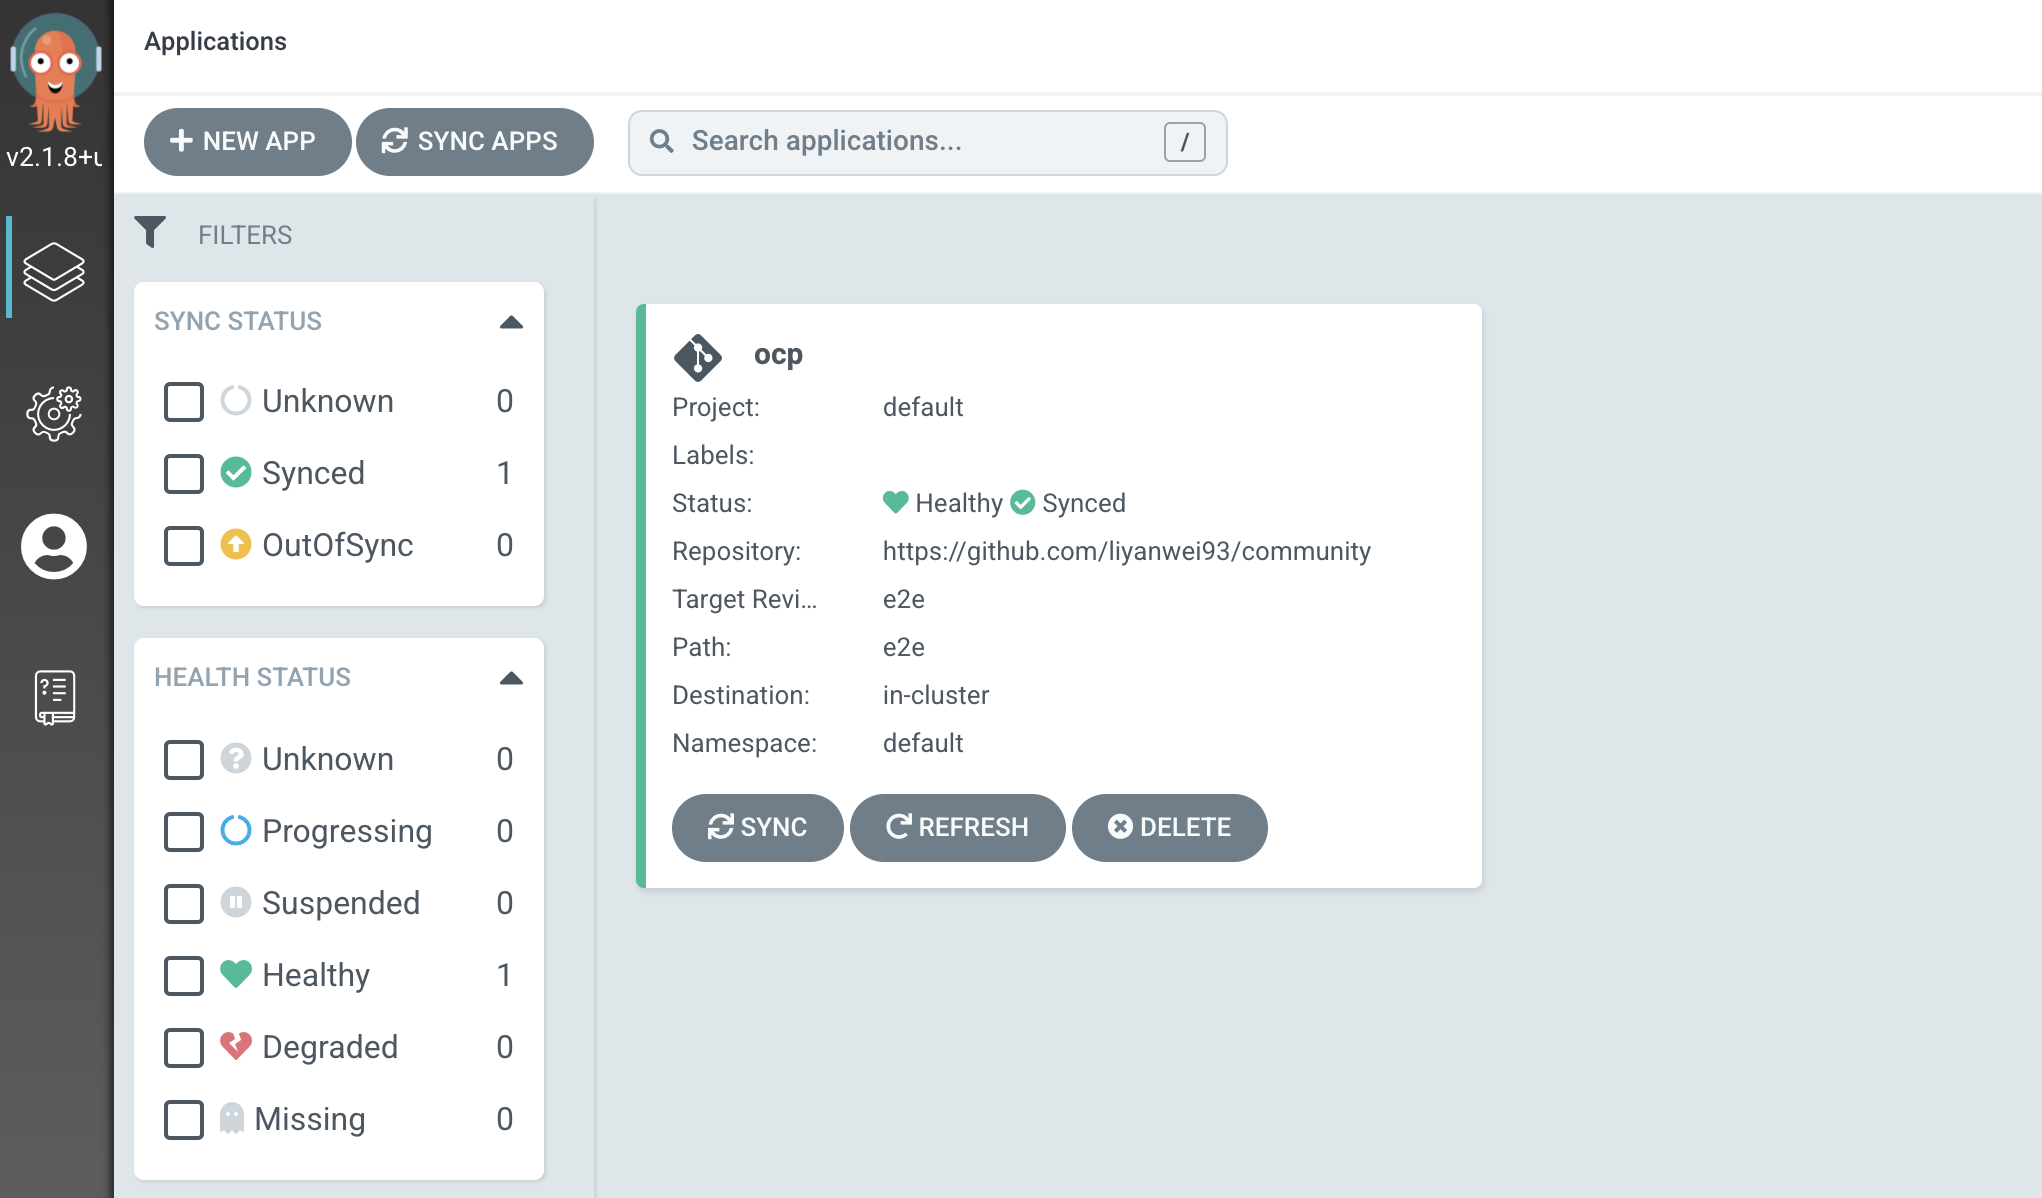 Applications
v2.1.8+u
NEW APP
SYNC APPS
Search applications...
/
FILTERS
SYNC STATUS
Unknown 0
Synced 1
OutOfSync 0
HEALTH STATUS
Unknown 0
Progressing 0
Suspended 0
Healthy 1
Degraded 0
Missing 0
ocp
Project: default
Labels:
Status: Healthy Synced
Repository: https://github.com/liyanwei93/community
Target Revi... e2e
Path: e2e
Destination: in-cluster
Namespace: default
SYNC REFRESH DELETE